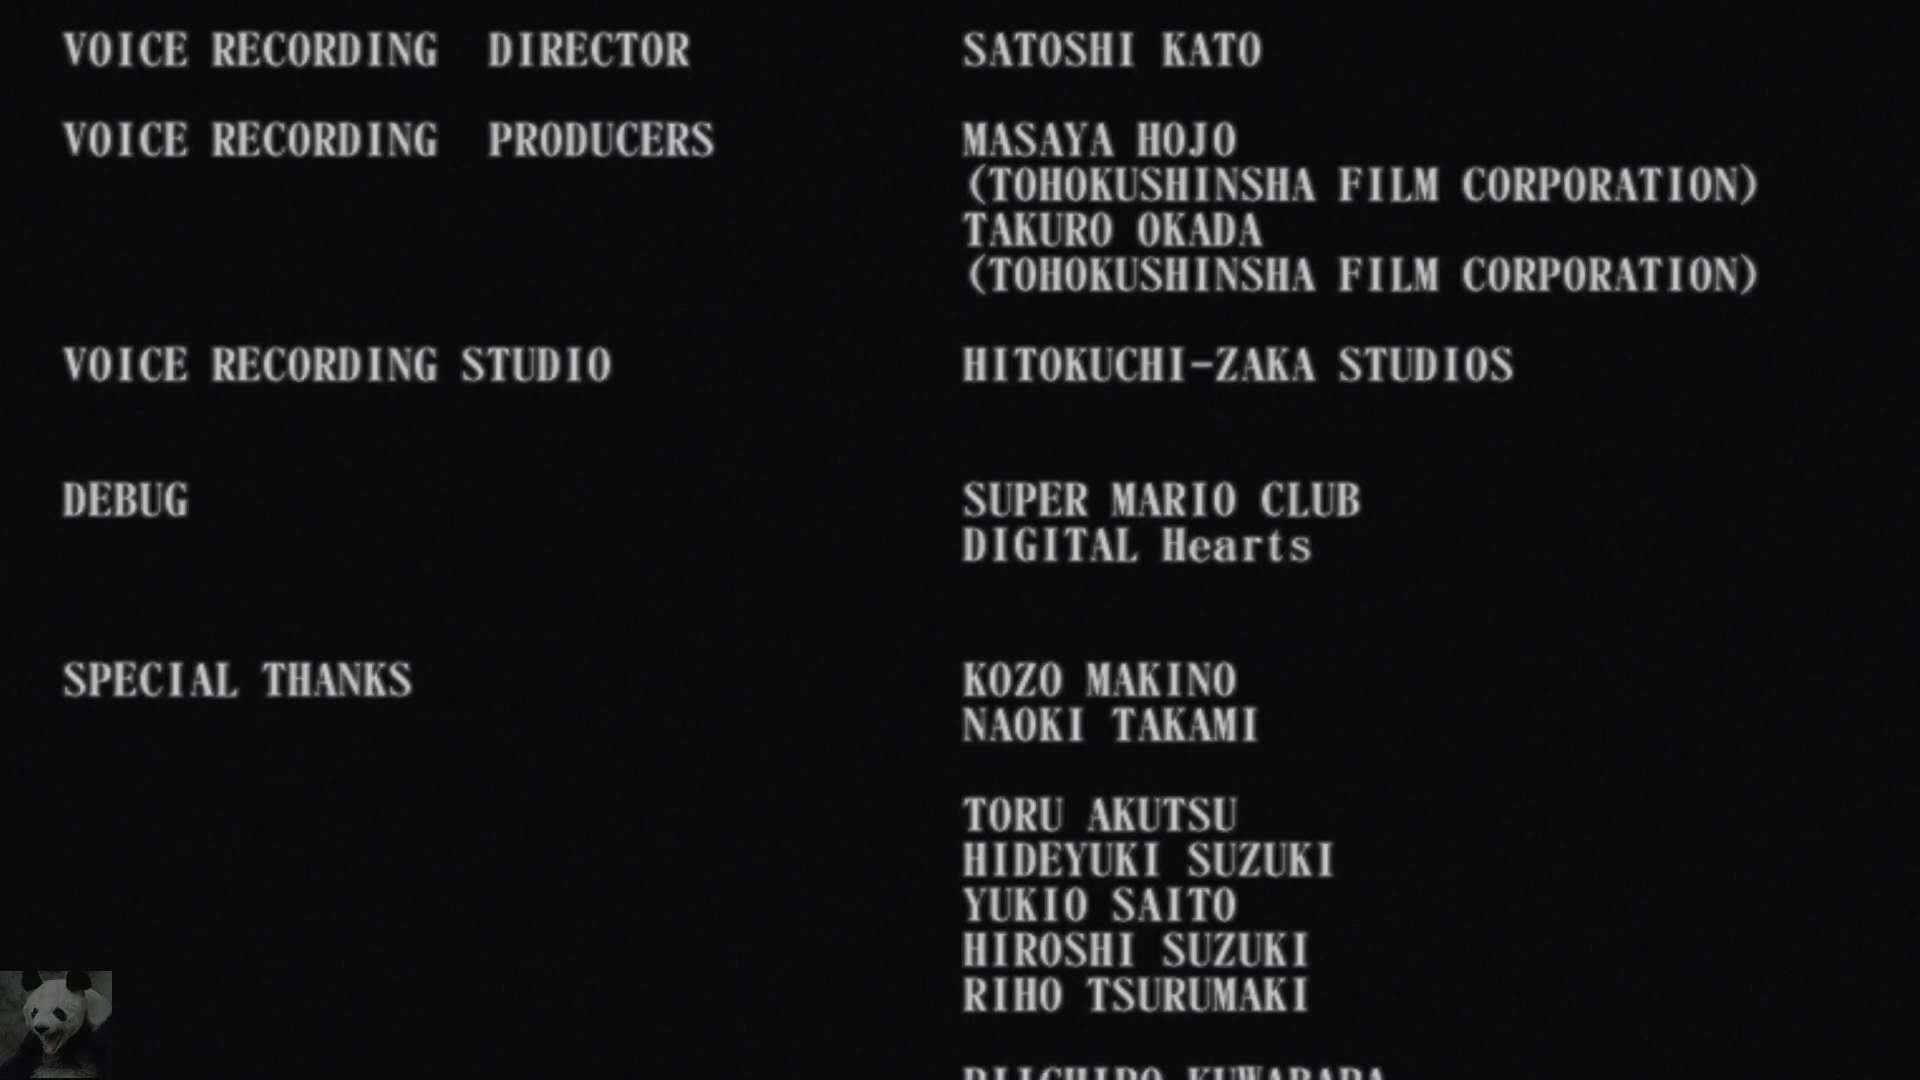 VOICE RECORDING  DIRECTOR    SATOSHI KATO
VOICE RECORDING  PRODUCERS    MASAYA HOJO
(TOHOKUSHINSHA FILM CORPORATION)
TAKURO OKADA
(TOHOKUSHINSHA FILM CORPORATION)
VOICE RECORDING STUDIO    HITOKUCHI-ZAKA STUDIOS
DEBUG    SUPER MARIO CLUB
DIGITAL Hearts
SPECIAL THANKS    KOZO MAKINO
NAOKI TAKAMI
TORU AKUTSU
HIDEYUKI SUZUKI
YUKIO SAITO
HIROSHI SUZUKI
RIHO TSURUMAKI